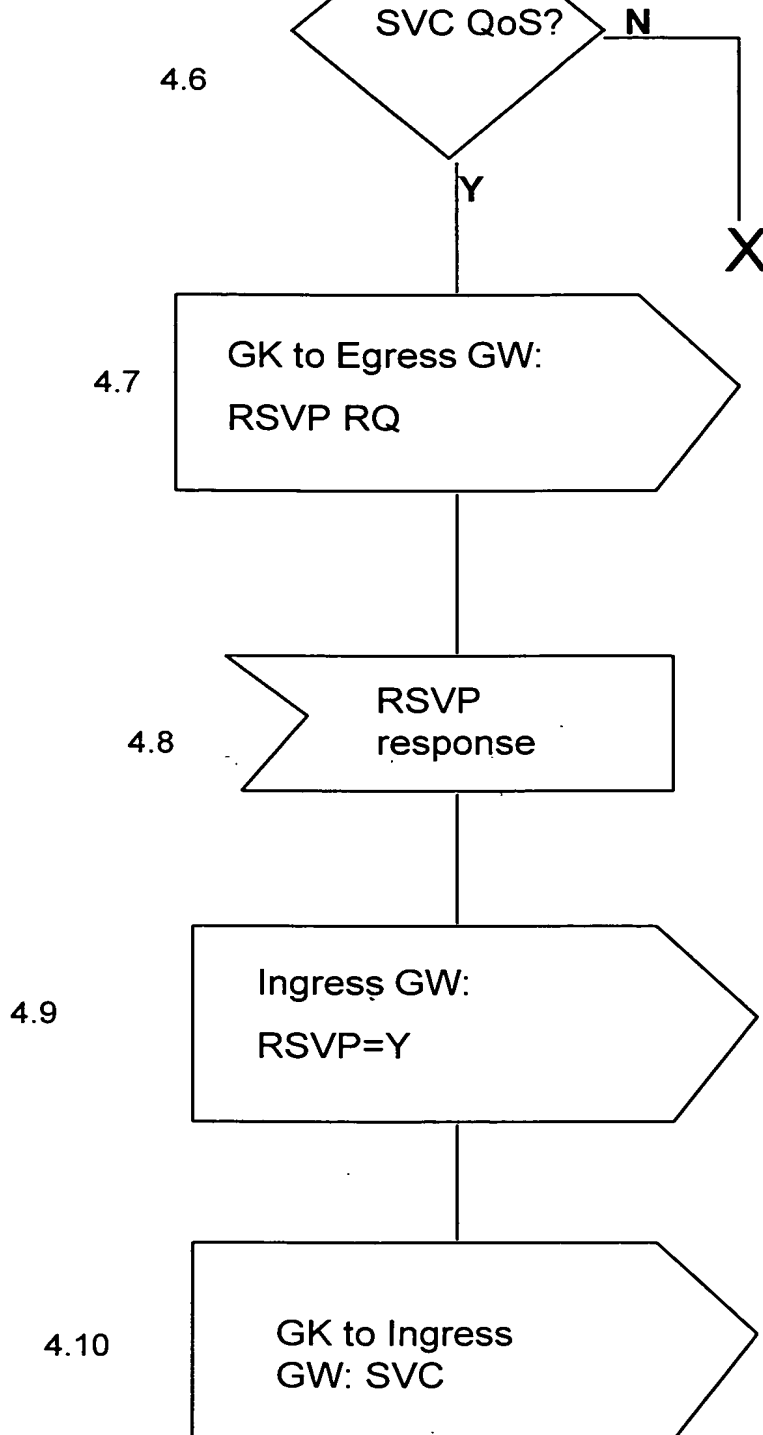 SVC QoS?
N
4.6
Y
X
GK to Egress GW:
4.7
RSVP RQ
RSVP
4.8
response
Ingress GW:
4.9
RSVP=Y
GK to Ingress
4.10
GW: SVC